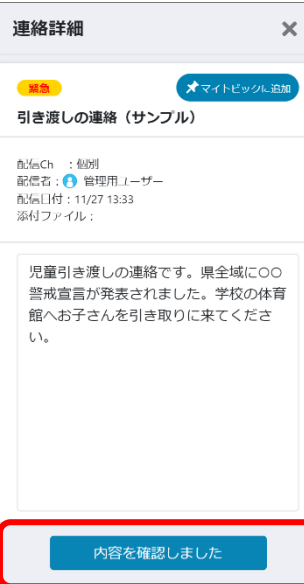 連絡詳細 ×
緊急 マイトピックに追加
引き渡しの連絡（サンプル）
配信Ch ：個別
配信者： 管理用ユーザー
配信日付：11/27 13:33
添付ファイル：
児童引き渡しの連絡です。県全域に○○
警戒宣言が発表されました。学校の体育
館へお子さんを引き取りに来てくださ
い。
内容を確認しました